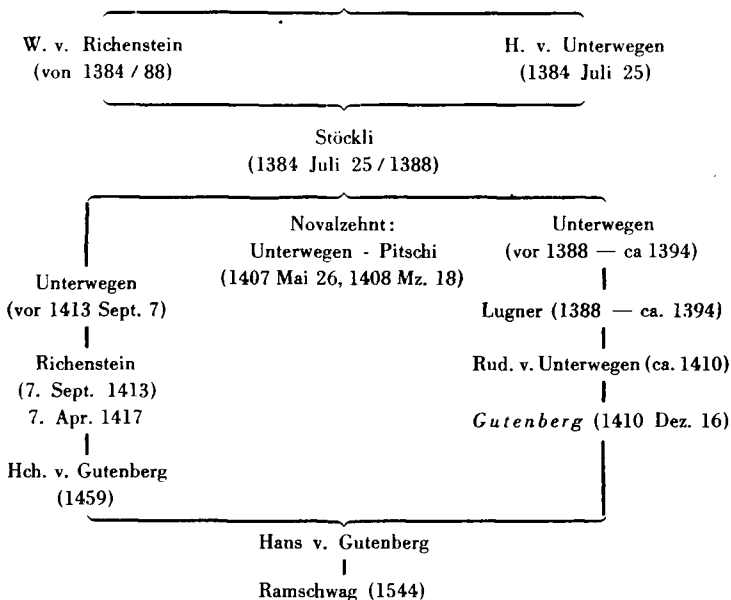 W. v. Richenstein
(von 1384 / 88)
H. v. Unterwegen
(1384 Juli 25)
Stöckli
(1384 Juli 25 / 1388)
Novalzehnt:
Unterwegen - Pitschi
(1407 Mai 26, 1408 Mz. 18)
Unterwegen
(vor 1413 Sept. 7)
Richenstein
(7. Sept. 1413)
7. Apr. 1417
Hch. v. Gutenberg
(1459)
Unterwegen
(vor 1388 — ca 1394)
Lugner (1388 — ca. 1394)
Rud. v. Unterwegen (ca. 1410)
Gutenberg (1410 Dez. 16)
Hans v. Gutenberg
Ramschwag (1544)